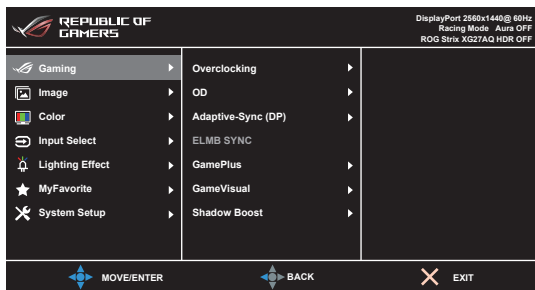 REPUBLIC OF
GAMERS
DisplayPort 2560x1440@ 60Hz
Racing Mode Aura OFF
ROG Strix XG27AQ HDR OFF
Gaming
Image
Color
Input Select
Lighting Effect
MyFavorite
System Setup
Overclocking
OD
Adaptive-Sync (DP)
ELMB SYNC
GamePlus
GameVisual
Shadow Boost
MOVE/ENTER
BACK
EXIT